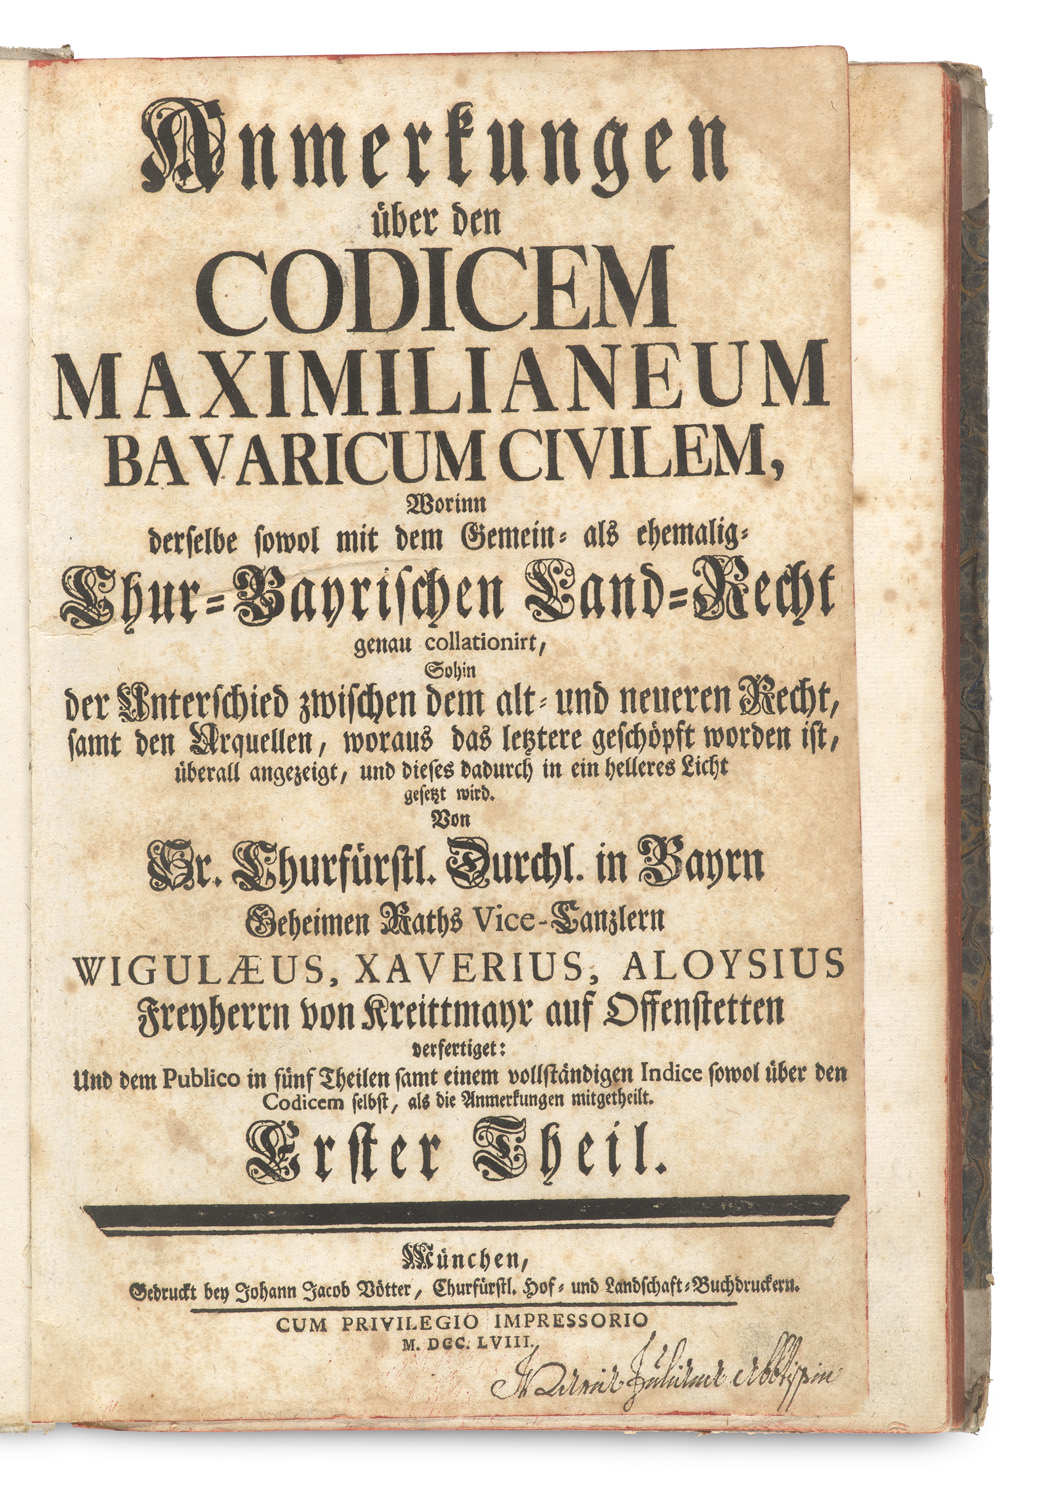 Anmerkungen
über den
CODICEM
MAXIMILIANEUM
BAVARICUM CIVILEM,
Worinn
derselbe sowol mit dem Gemein- als ehemalig-
Chur-Bayrischen Land-Recht
genau collationirt,
Sohin
der Unterschied zwischen dem alt- und neueren Recht,
samt den Urquellen, woraus das letztere geschöpft worden ist,
überall angezeigt, und dieses dadurch in ein helleres Licht
gesetzt wird.
Von
Sr. Churfürstl. Durchl. in Bayrn
Geheimen Raths Vice-Canzlern
WIGULÆUS, XAVERIUS, ALOYSIUS
Freyherrn von Kreittmayr auf Offenstetten
verfertiget:
Und dem Publico in fünf Theilen samt einem vollständigen Indice sowol über den
Codicem selbst, als die Anmerkungen mitgetheilt.
Erster Theil.
München,
Gedruckt bey Johann Jacob Vötter, Churfürstl. Hof- und Landschaft-Buchdruckern.
CUM PRIVILEGIO IMPRESSORIO
M. DCC. LVIII.